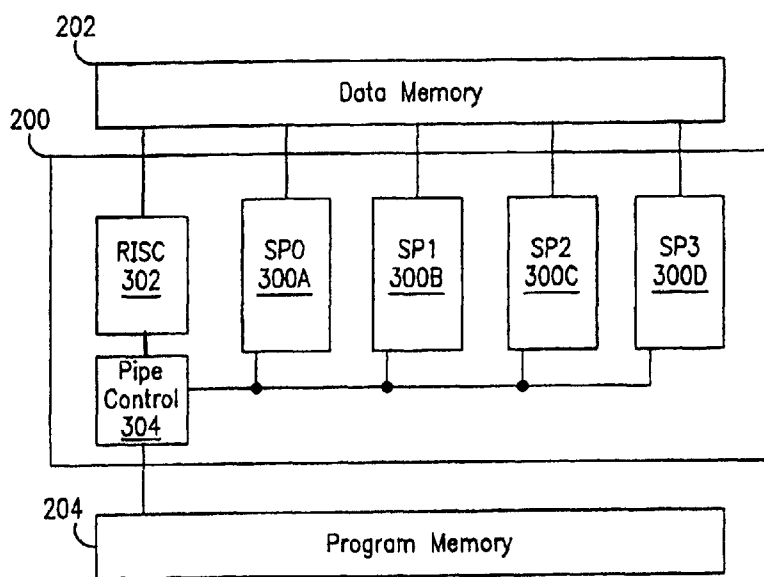 202
Data Memory
200
RISC
302
SP0
300A
SP1
300B
SP2
300C
SP3
300D
Pipe
Control
304
204
Program Memory